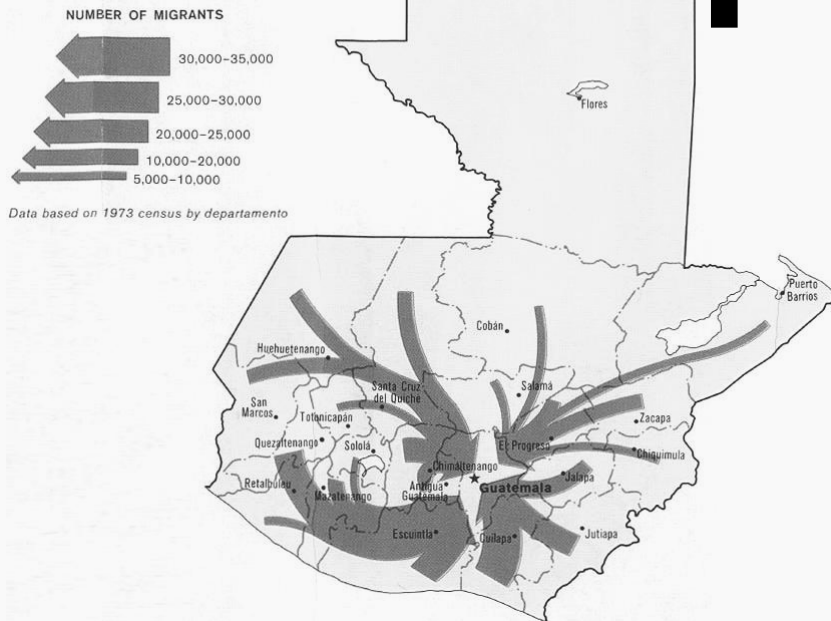 NUMBER OF MIGRANTS
30,000–35,000
25,000–30,000
20,000–25,000
10,000–20,000
5,000–10,000
Data based on 1973 census by departamento
Flores
Puerto
Barrios
Cobán
Huehuetenango
Santa Cruz
del Quiché
Salamá
San
Marcos
Totonicapán
Zacapa
Quezaltenango
Sololá
El Progreso
Chiquimula
Chimaltenango
Retalhuleu
Mazatenango
Antigua
Guatemala
Guatemala
Jalapa
Escuintla
Cuilapa
Jutiapa